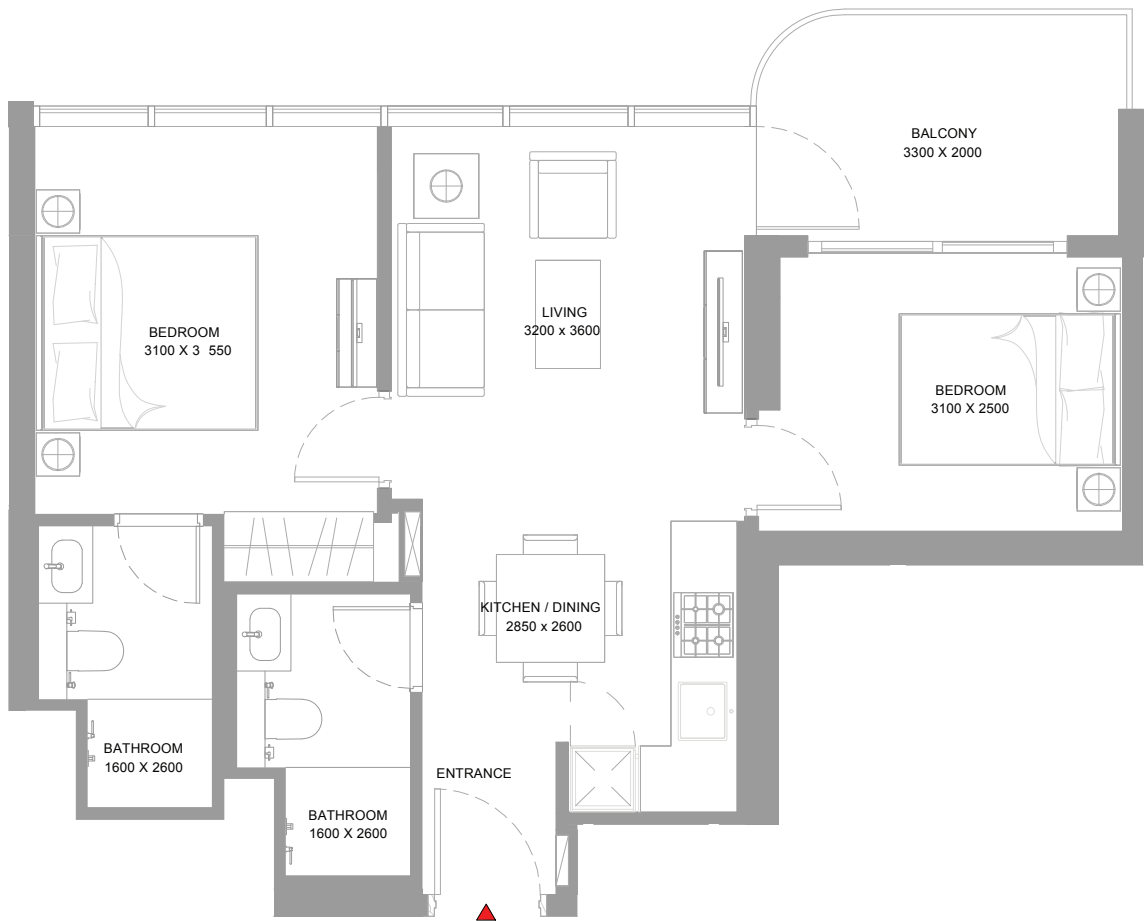 BALCONY
3300 X 2000
LIVING
3200 x 3600
BEDROOM
3100 X 3 550
BEDROOM
3100 X 2500
KITCHEN / DINING
2850 x 2600
BATHROOM
1600 X 2600
ENTRANCE
BATHROOM
1600 X 2600